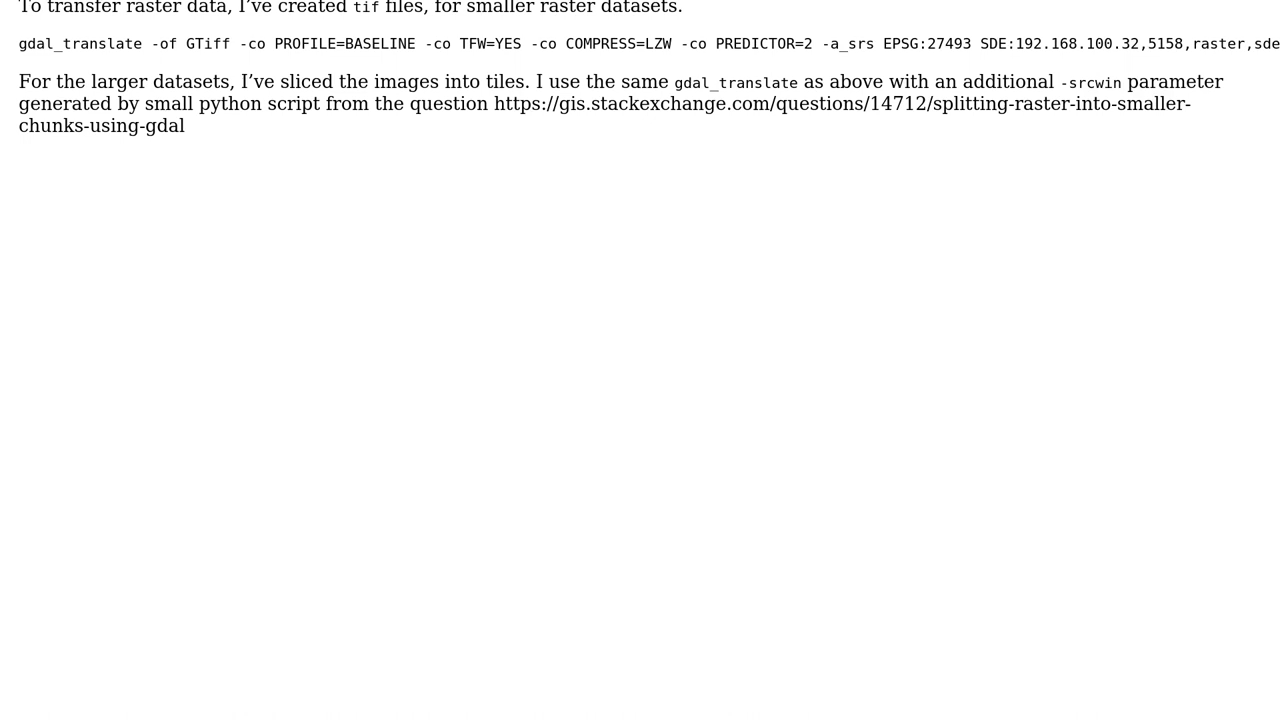 To transfer raster data, I’ve created tif files, for smaller raster datasets.
gdal_translate -of GTiff -co PROFILE=BASELINE -co TFW=YES -co COMPRESS=LZW -co PREDICTOR=2 -a_srs EPSG:27493 SDE:192.168.100.32,5158,raster,sde
For the larger datasets, I’ve sliced the images into tiles. I use the same gdal_translate as above with an additional -srcwin parameter
generated by small python script from the question https://gis.stackexchange.com/questions/14712/splitting-raster-into-smaller-
chunks-using-gdal